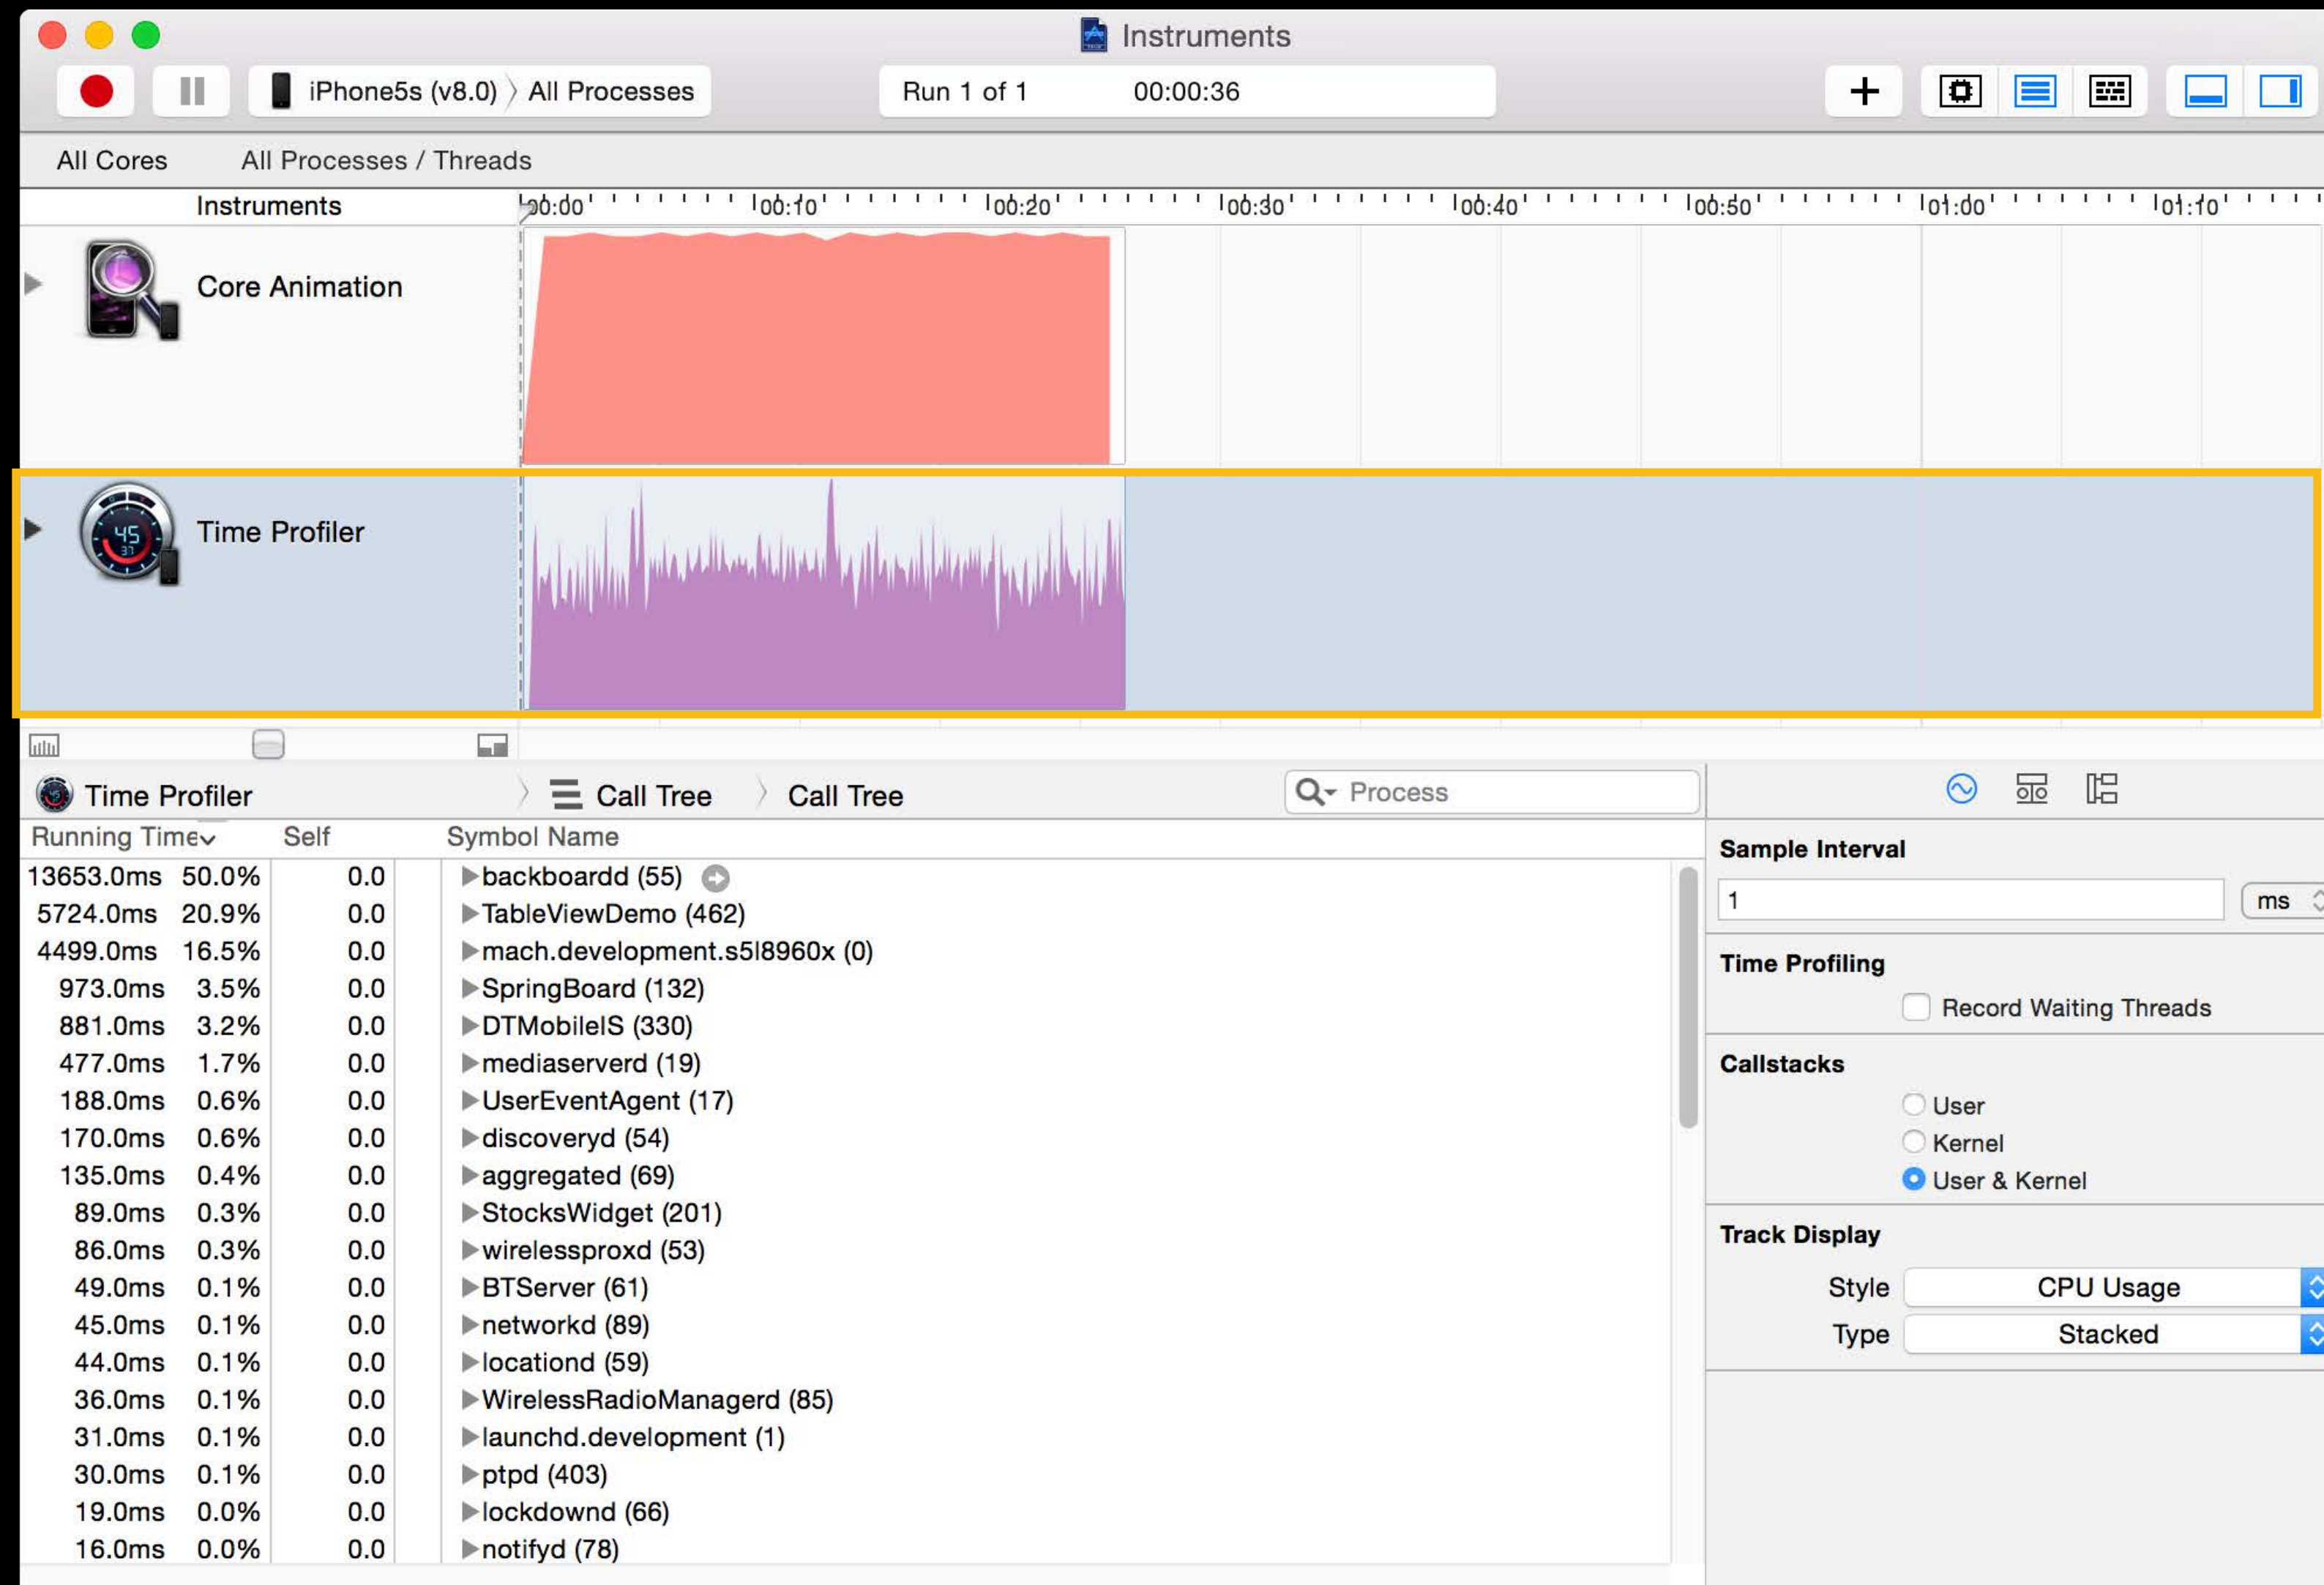 Instruments
iPhone5s (v8.0) 〉 All Processes
Run 1 of 1 00:00:36
All Cores All Processes / Threads
Instruments 00:00 00:10 00:20 00:30 00:40 00:50 01:00 01:10
Core Animation
45
37
Time Profiler
Time Profiler 〉 Call Tree 〉 Call Tree Process
Running Time Self Symbol Name
13653.0ms 50.0% 0.0 backboardd (55)
5724.0ms 20.9% 0.0 TableViewDemo (462)
4499.0ms 16.5% 0.0 mach.development.s5l8960x (0)
973.0ms 3.5% 0.0 SpringBoard (132)
881.0ms 3.2% 0.0 DTMobileIS (330)
477.0ms 1.7% 0.0 mediaserverd (19)
188.0ms 0.6% 0.0 UserEventAgent (17)
170.0ms 0.6% 0.0 discoveryd (54)
135.0ms 0.4% 0.0 aggregated (69)
89.0ms 0.3% 0.0 StocksWidget (201)
86.0ms 0.3% 0.0 wirelessproxd (53)
49.0ms 0.1% 0.0 BTServer (61)
45.0ms 0.1% 0.0 networkd (89)
44.0ms 0.1% 0.0 locationd (59)
36.0ms 0.1% 0.0 WirelessRadioManagerd (85)
31.0ms 0.1% 0.0 launchd.development (1)
30.0ms 0.1% 0.0 ptpd (403)
19.0ms 0.0% 0.0 lockdownd (66)
16.0ms 0.0% 0.0 notifyd (78)
Sample Interval
1 ms
Time Profiling
Record Waiting Threads
Callstacks
User
Kernel
User & Kernel
Track Display
Style CPU Usage
Type Stacked